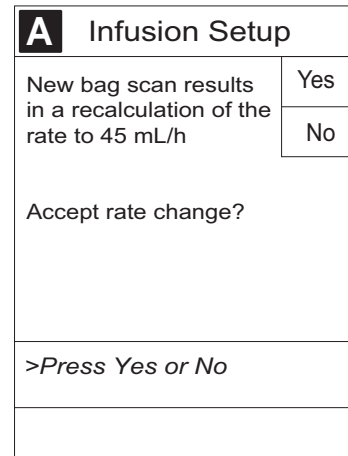 A Infusion Setup
New bag scan results
in a recalculation of the
rate to 45 mL/h
Yes
No
Accept rate change?
>Press Yes or No